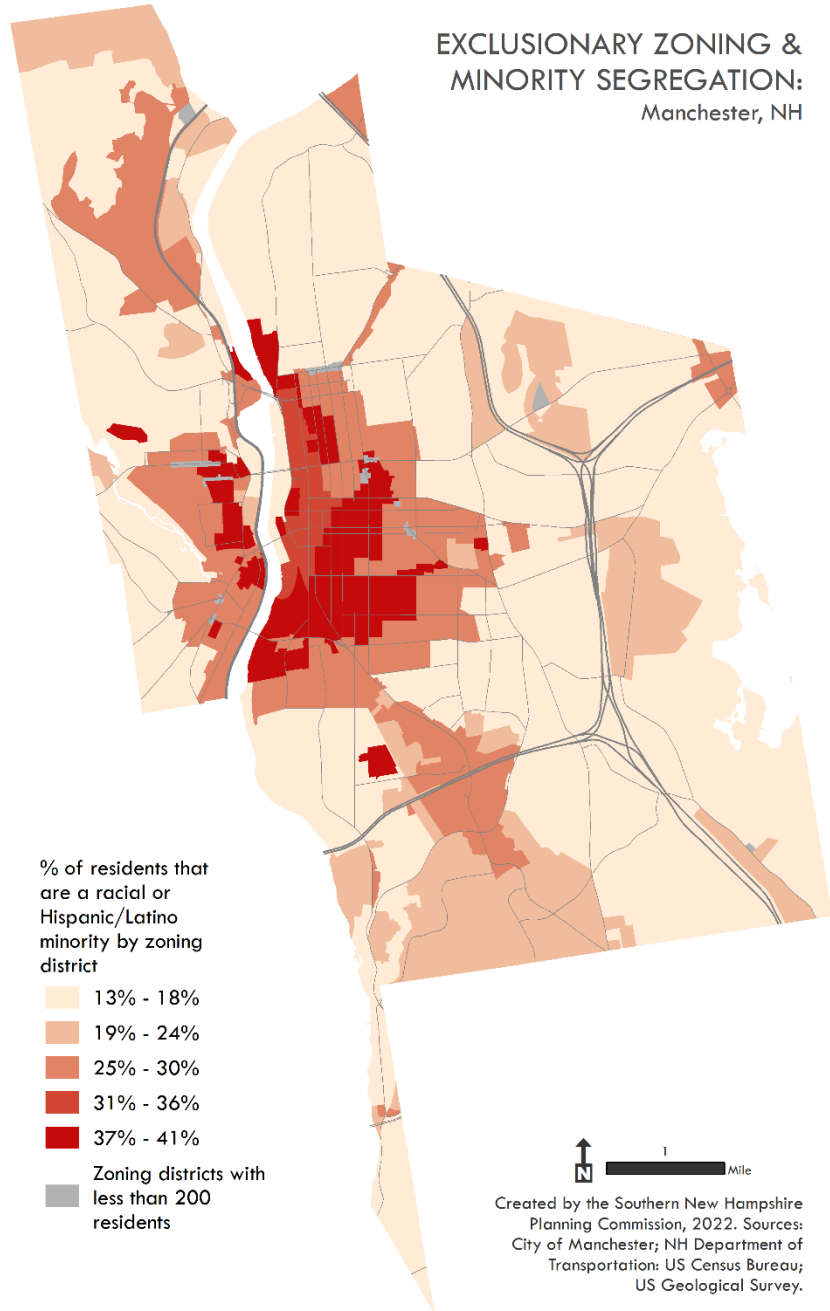 EXCLUSIONARY ZONING &
MINORITY SEGREGATION:
Manchester, NH
% of residents that
are a racial or
Hispanic/Latino
minority by zoning
district
13% - 18%
19% - 24%
25% - 30%
31% - 36%
37% - 41%
Zoning districts with
less than 200
residents
1
N
Mile
Created by the Southern New Hampshire
Planning Commission, 2022. Sources:
City of Manchester; NH Department of
Transportation: US Census Bureau;
US Geological Survey.